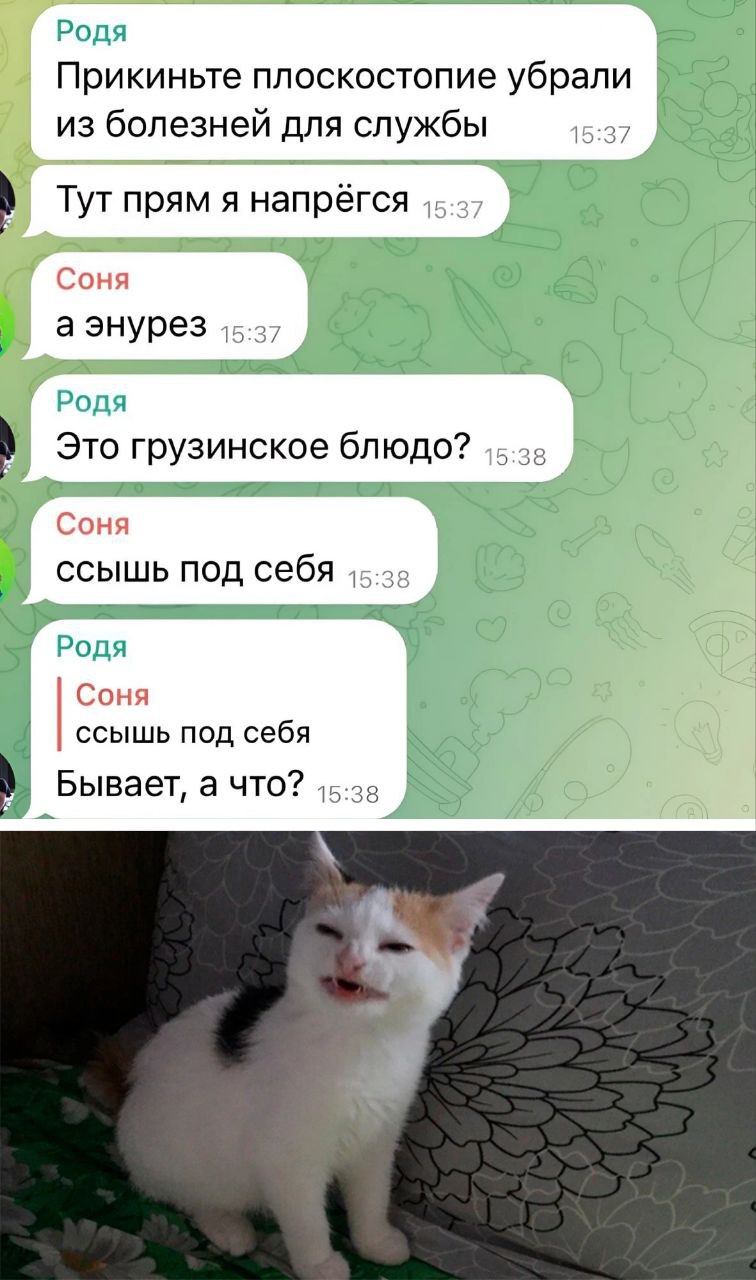 Родя
Прикиньте плоскостопие убрали
из болезней для службы 15:37
Тут прям я напрёгся 15:37
Соня
а энурез 15:37
Родя
Это грузинское блюдо? 15:38
Соня
ссышь под себя 15:38
Родя
Соня
ссышь под себя
Бывает, а что? 15:38